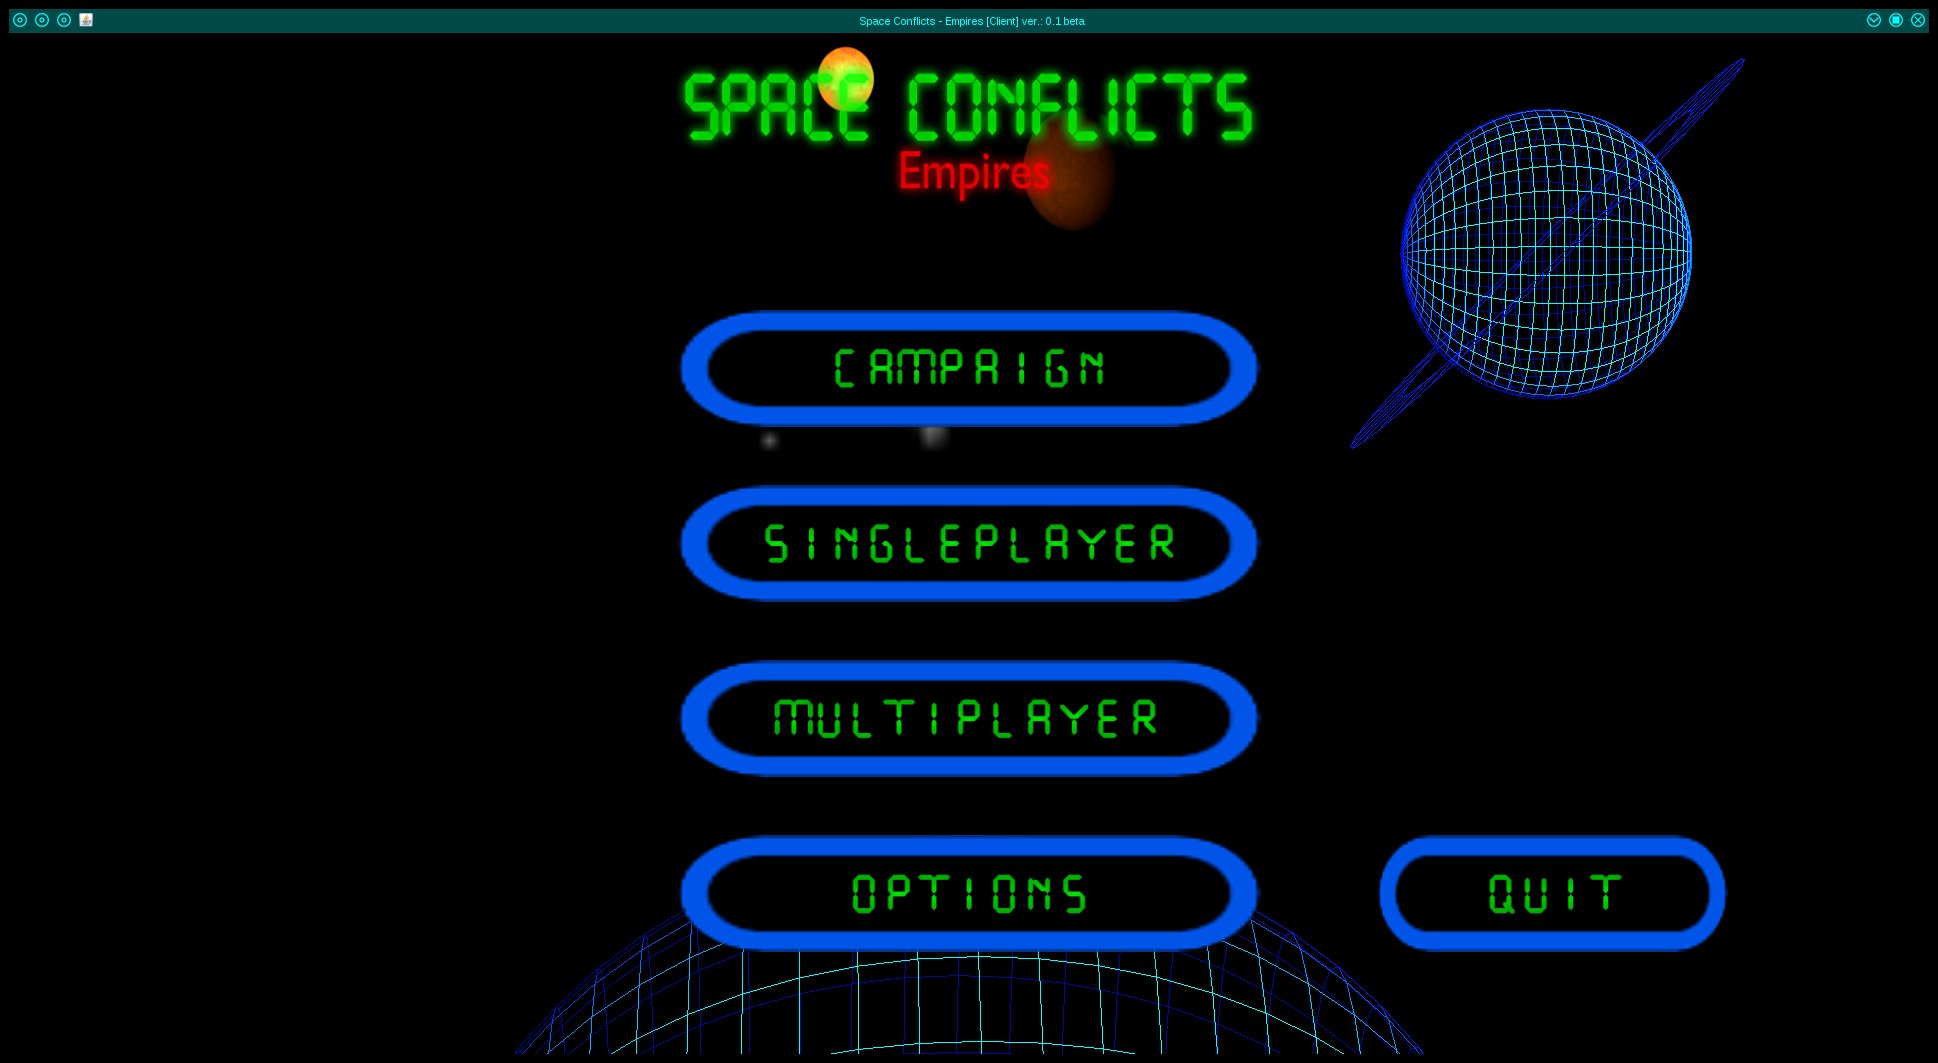 Space Conflicts - Empires [Client] ver.: 0.1 beta
SPACE CONFLICTS
Empires
CAMPAIGN
SINGLEPLAYER
MULTIPLAYER
OPTIONS
QUIT